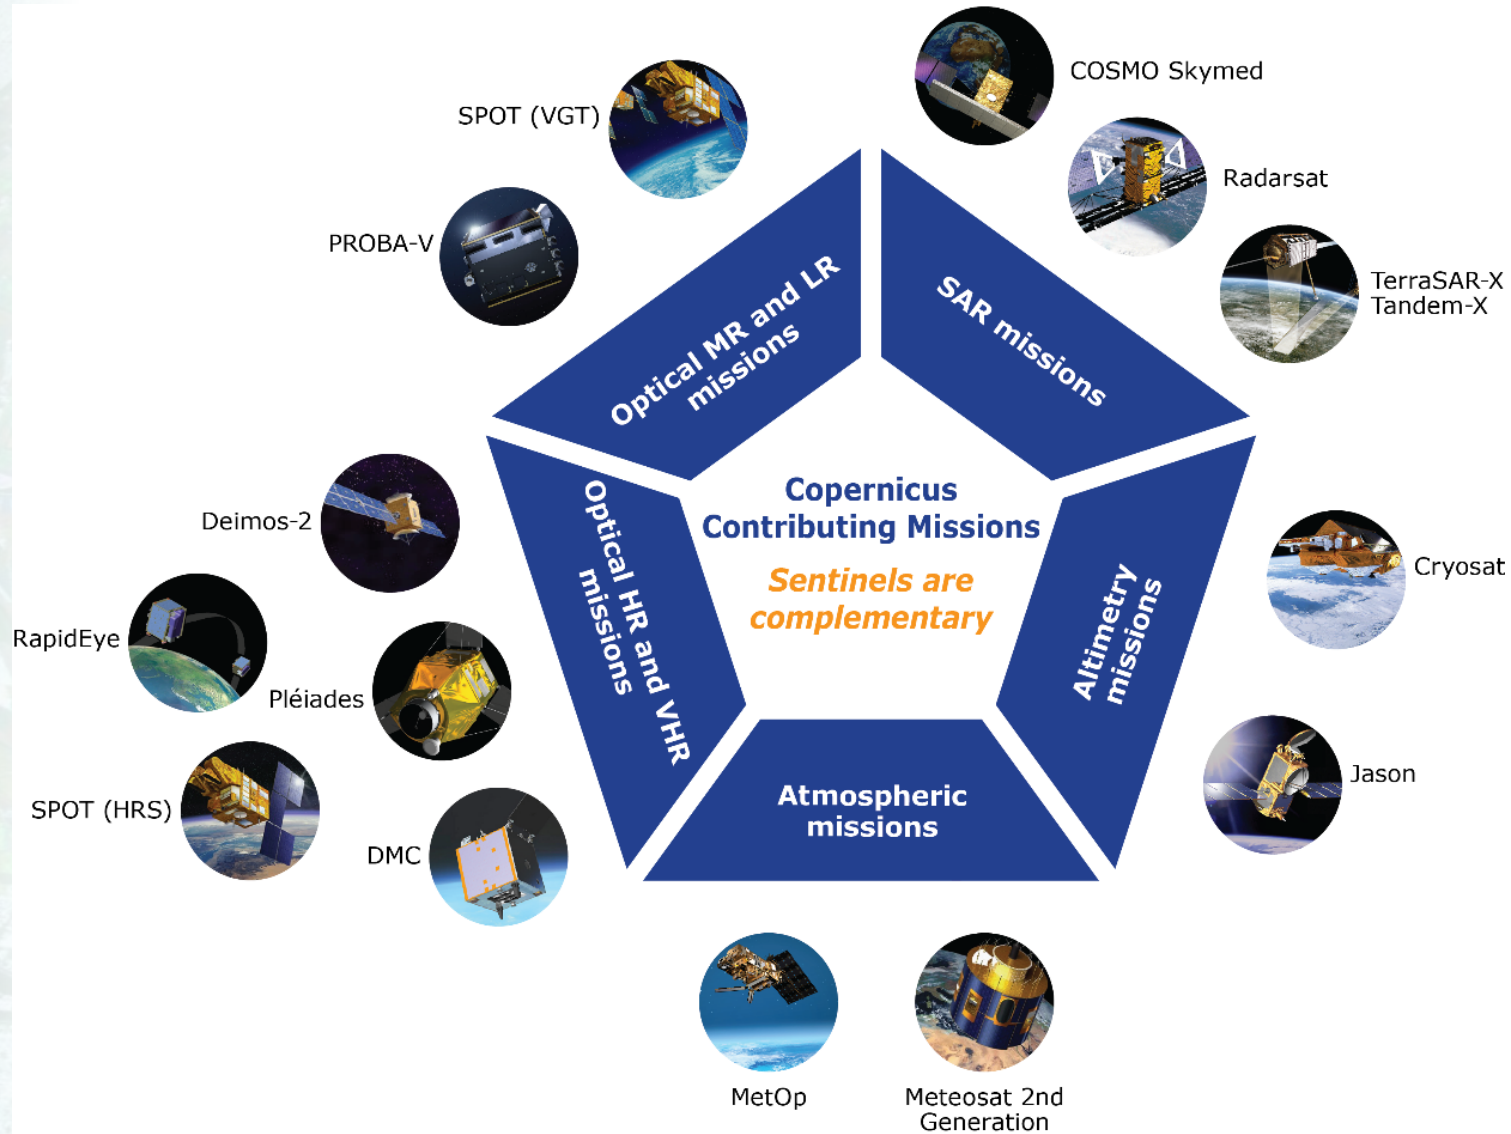 COSMO Skymed
SPOT (VGT)
Radarsat
PROBA-V
TerraSAR-X
Tandem-X
Optical MR and LR
missions
SAR missions
Copernicus
Contributing Missions
Sentinels are
complementary
Optical HR and VHR
missions
Altimetry
missions
Atmospheric
missions
Deimos-2
Cryosat
RapidEye
Pléiades
Jason
SPOT (HRS)
DMC
MetOp
Meteosat 2nd
Generation